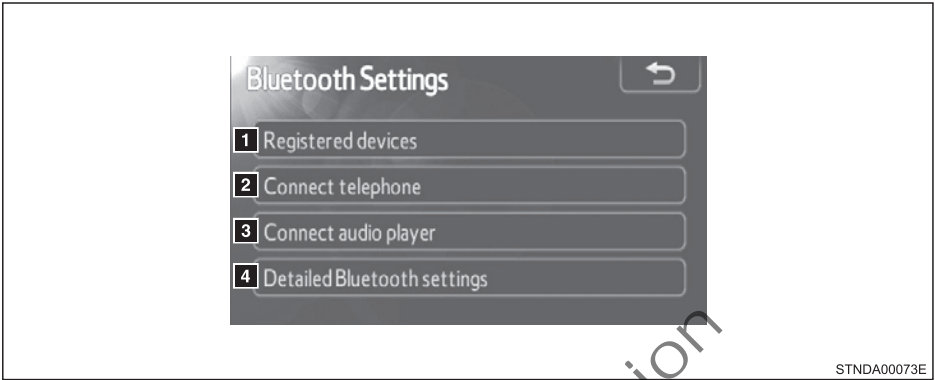 Bluetooth Settings
1 Registered devices
2 Connect telephone
3 Connect audio player
4 Detailed Bluetooth settings
STNDA00073E